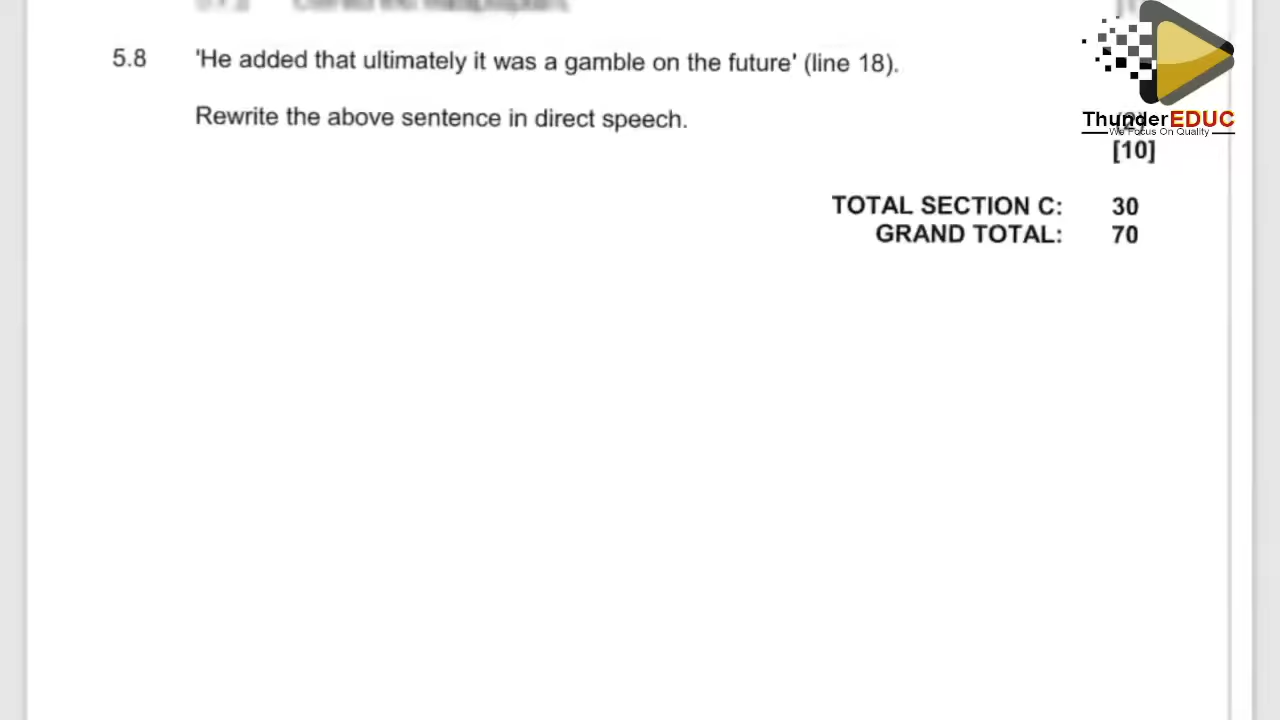 5.8 'He added that ultimately it was a gamble on the future' (line 18).
Rewrite the above sentence in direct speech.
ThunderEDUC
We Focus On Quality
[10]
TOTAL SECTION C: 30
GRAND TOTAL: 70